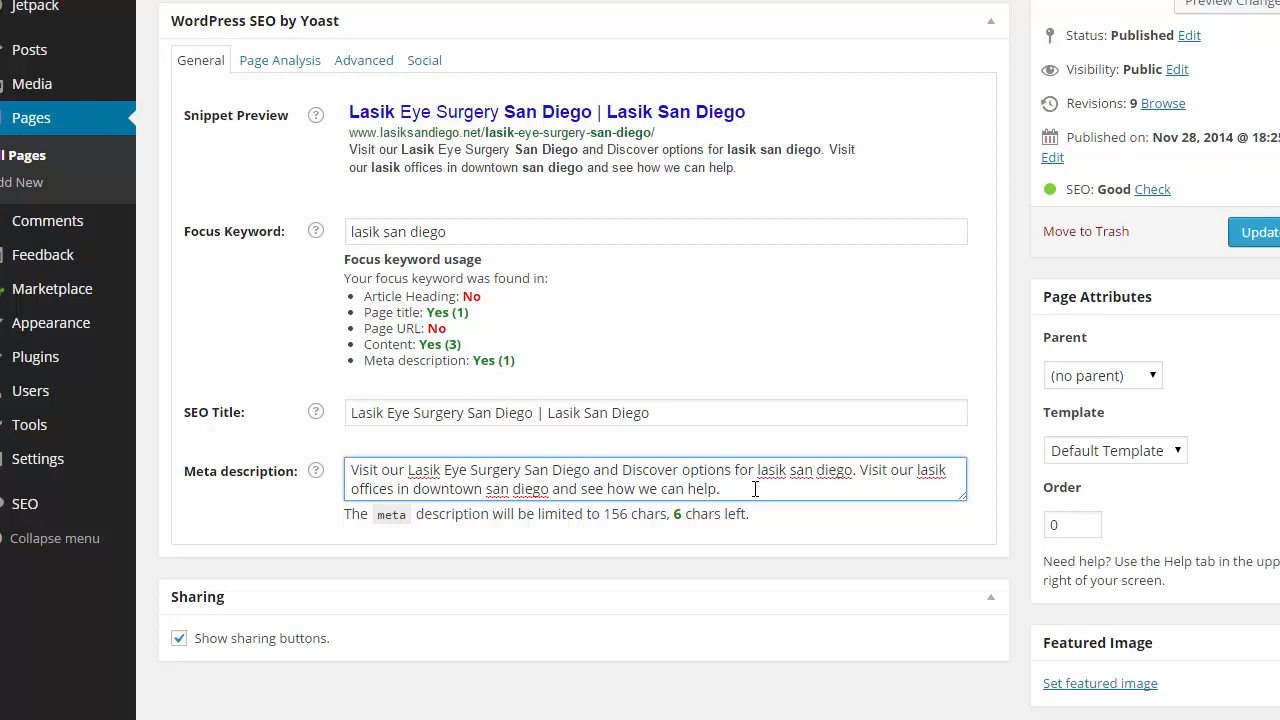 Jetpack
Posts
Media
Pages
Pages
Comments
Feedback
Marketplace
Appearance
Plugins
Users
Tools
Settings
SEO
Collapse menu
WordPress SEO by Yoast
General Page Analysis Advanced Social
Snippet Preview ? Lasik Eye Surgery San Diego | Lasik San Diego
www.lasiksandiego.net/lasik-eye-surgery-san-diego/
Visit our Lasik Eye Surgery San Diego and Discover options for lasik san diego. Visit
our lasik offices in downtown san diego and see how we can help.
Focus Keyword: ? lasik san diego
Focus keyword usage
Your focus keyword was found in:
• Article Heading: No
• Page title: Yes (1)
• Page URL: No
• Content: Yes (3)
• Meta description: Yes (1)
SEO Title: ? Lasik Eye Surgery San Diego | Lasik San Diego
Meta description: ? Visit our Lasik Eye Surgery San Diego and Discover options for lasik san diego. Visit our lasik
offices in downtown san diego and see how we can help.
The meta description will be limited to 156 chars, 6 chars left.
Sharing
Show sharing buttons.
Preview
Status: Published Edit
Visibility: Public Edit
Revisions: 9 Browse
Published on: Nov 28, 2014 @ 18:25
Edit
SEO: Good Check
Move to Trash
Page Attributes
Parent
(no parent)
Template
Default Template
Order
0
Need help? Use the Help tab in the
right of your screen.
Featured Image
Set featured image